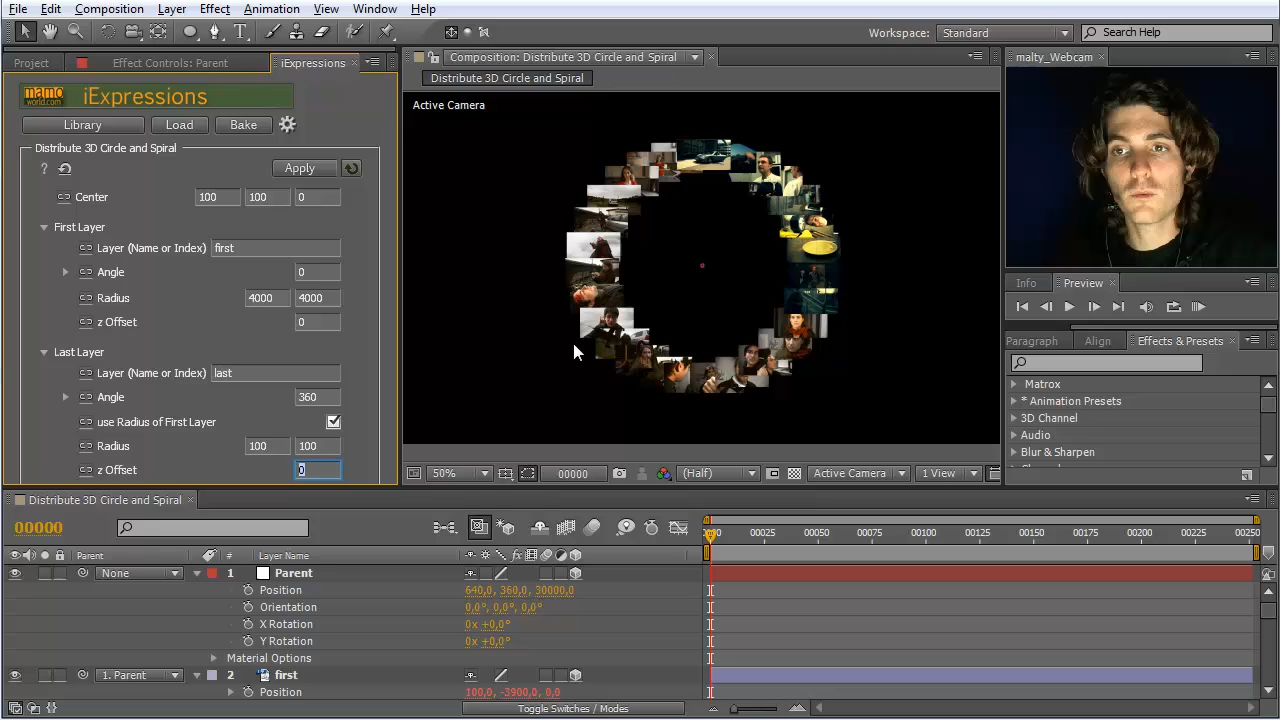 File Edit Composition Layer Effect Animation View Window Help
Workspace: Standard Search Help
Project Effect Controls: Parent iExpressions
Composition: Distribute 3D Circle and Spiral
malty_Webcam
Distribute 3D Circle and Spiral
mamoworld.com iExpressions
Active Camera
Library Load Bake
Distribute 3D Circle and Spiral
? Apply
Center 100 100 0
First Layer
Layer (Name or Index) first
Angle 0
Radius 4000 4000
z Offset 0
Last Layer
Layer (Name or Index) last
Angle 360
use Radius of First Layer
Radius 100 100
z Offset 0
50% 00000 (Half) Active Camera 1 View
Info Preview
Paragraph Align Effects & Presets
Matrox
* Animation Presets
3D Channel
Audio
Blur & Sharpen
Distribute 3D Circle and Spiral
00000
00025 00050 00075 00100 00125 00150 00175 00200 00225 00250
Parent # Layer Name fx
None 1 Parent
Position 640,0, 360,0, 30000,0
Orientation 0,0°, 0,0°, 0,0°
X Rotation 0x +0,0°
Y Rotation 0x +0,0°
Material Options
1. Parent 2 first
Position 100,0, -3900,0, 0,0
Toggle Switches / Modes